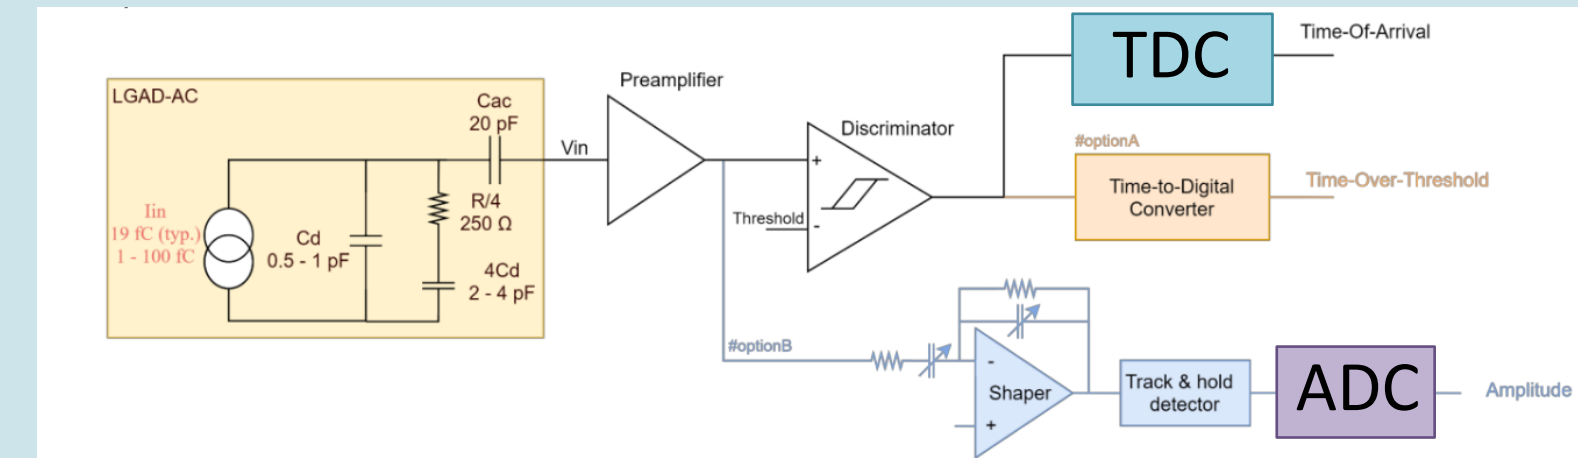 LGAD-AC
Cac
20 pF
Iin
19 fC (typ.)
1 - 100 fC
Cd
0.5 - 1 pF
R/4
250 Ω
4Cd
2 - 4 pF
Vin
Preamplifier
Discriminator
+
Threshold
-
TDC
Time-Of-Arrival
#optionA
Time-to-Digital
Converter
Time-Over-Threshold
#optionB
-
Shaper
+
Track & hold
detector
ADC
Amplitude